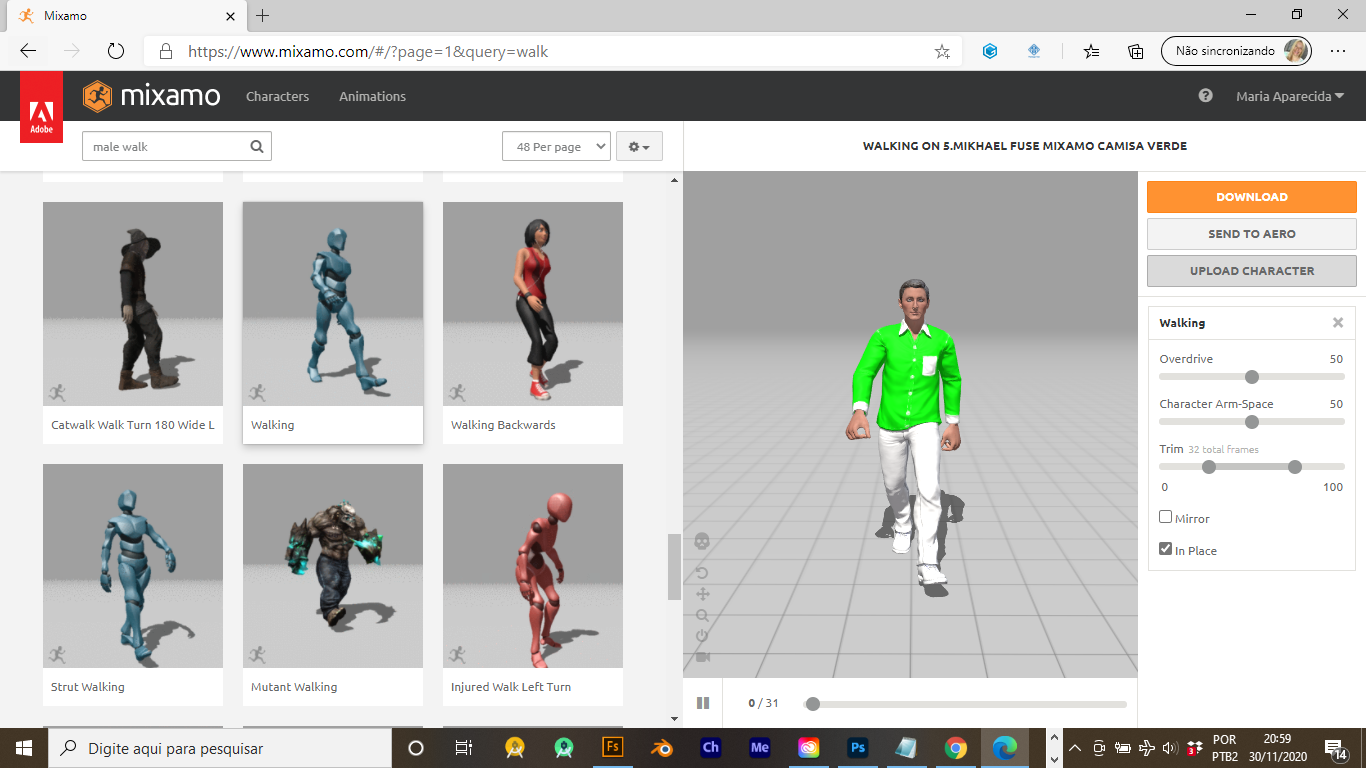 Mixamo
https://www.mixamo.com/#/?page=1&query=walk
Não sincronizando
Adobe
mixamo
Characters
Animations
Maria Aparecida
male walk
48 Per page
WALKING ON 5.MIKHAEL FUSE MIXAMO CAMISA VERDE
DOWNLOAD
SEND TO AERO
UPLOAD CHARACTER
Walking
Overdrive 50
Character Arm-Space 50
Trim 32 total frames
0 100
Mirror
In Place
Catwalk Walk Turn 180 Wide L
Walking
Walking Backwards
Strut Walking
Mutant Walking
Injured Walk Left Turn
0 / 31
Digite aqui para pesquisar
Fs
Ch
Me
Ps
POR
PTB2
20:59
30/11/2020
14